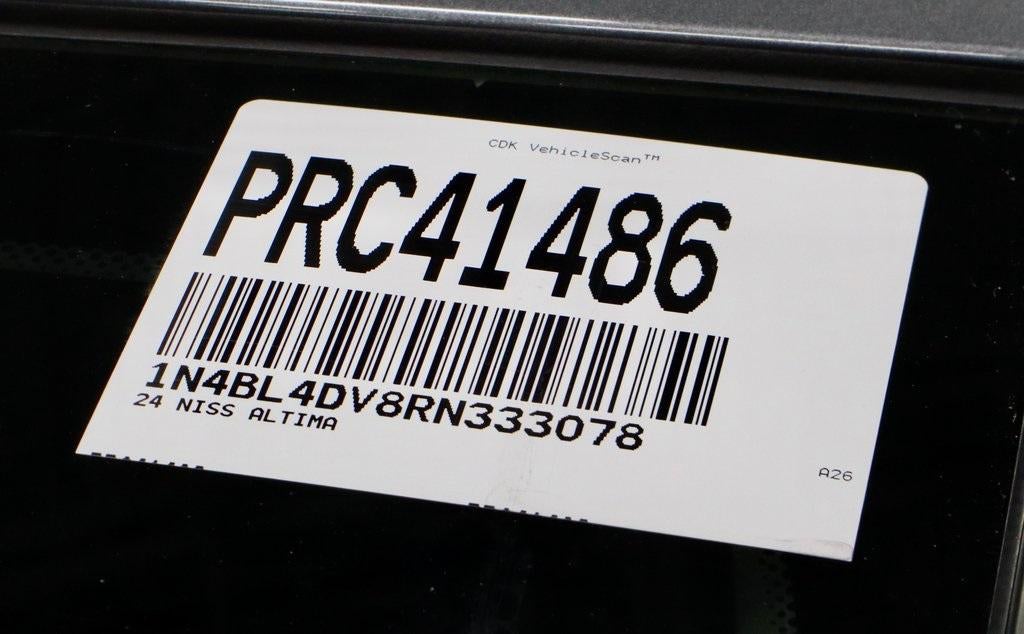 CDK VehicleScan™
PRC41486
1N4BL4DV8RN333078
24 NISS ALTIMA
A26